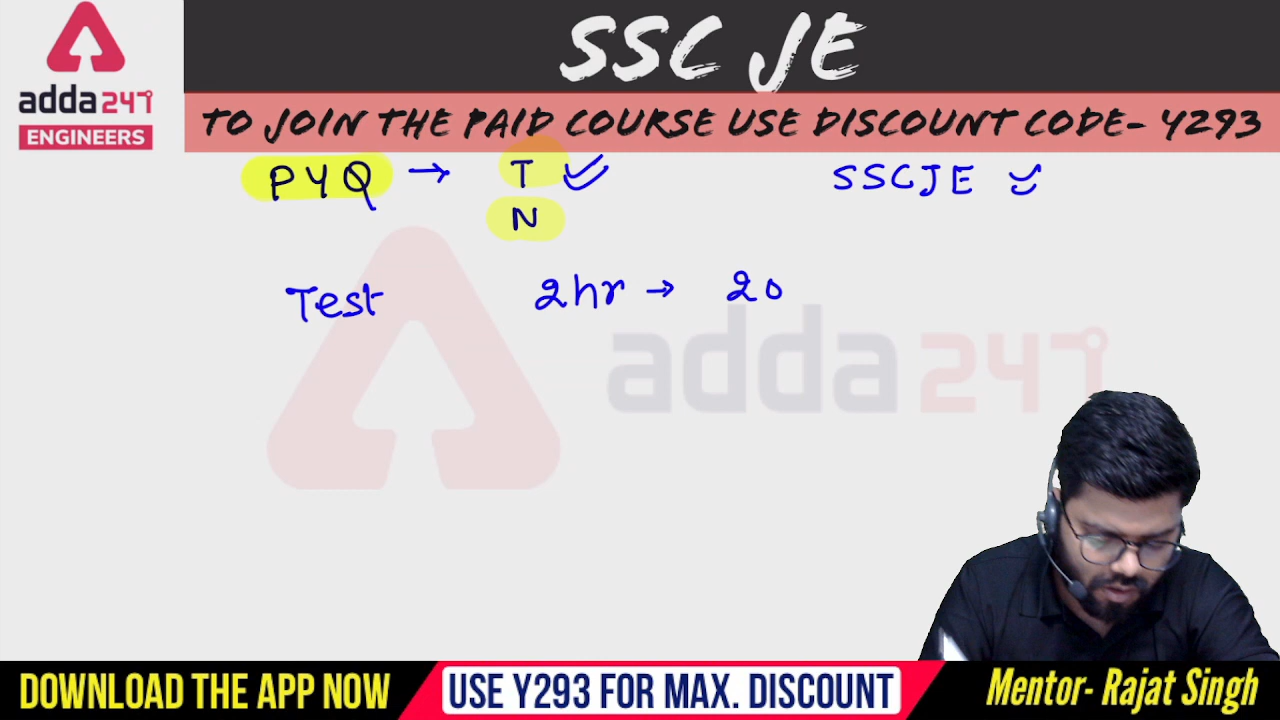 SSC JE
adda247
ENGINEERS
TO JOIN THE PAID COURSE USE DISCOUNT CODE- Y293
PYQ → T SSCJE
N
Test 2hr → 20
adda247
DOWNLOAD THE APP NOW
USE Y293 FOR MAX. DISCOUNT
Mentor- Rajat Singh